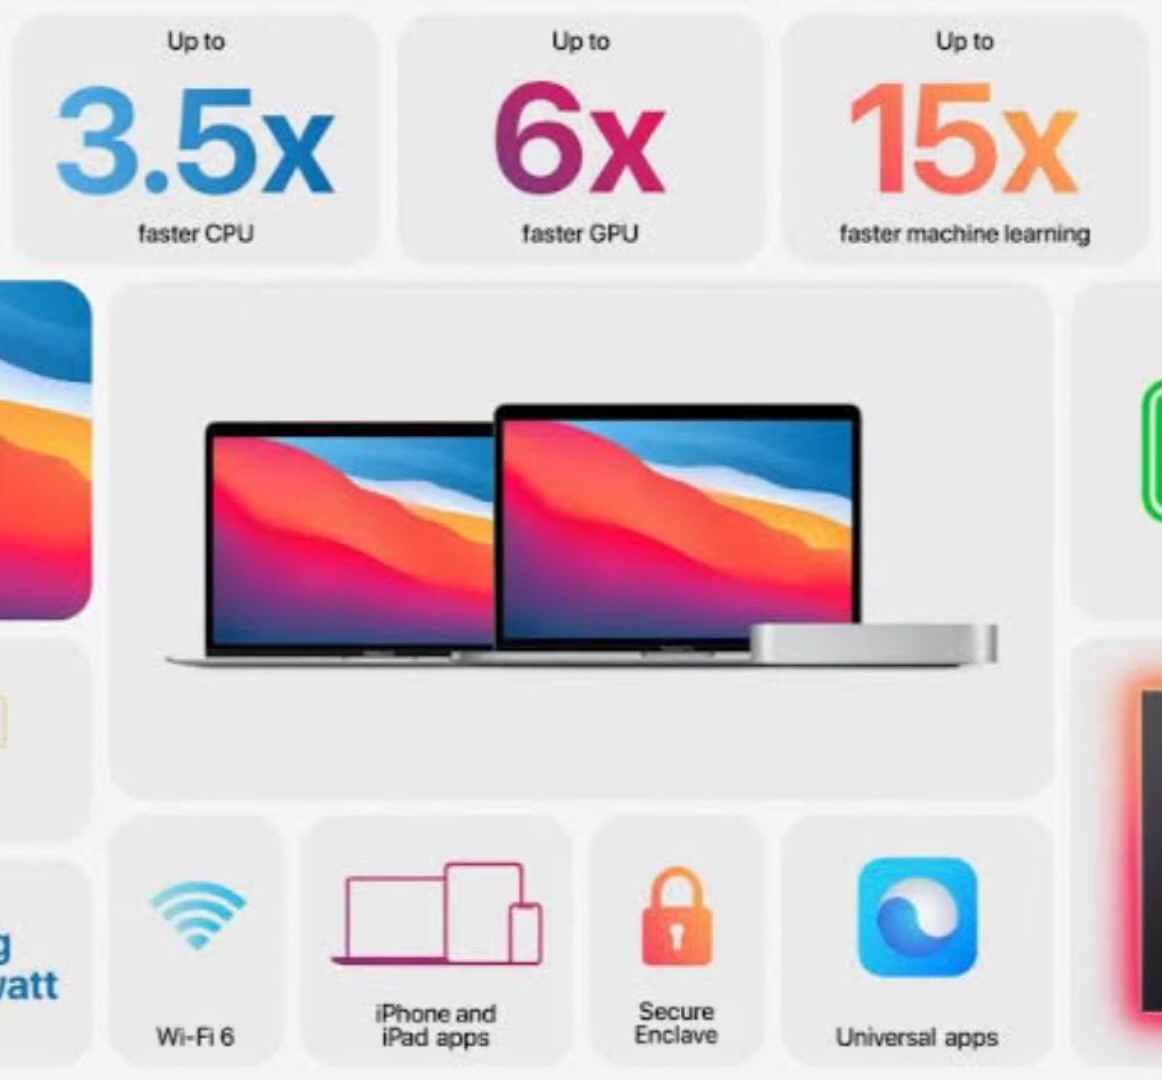 Up to
3.5x
faster CPU
Up to
6x
faster GPU
Up to
15x
faster machine learning
Wi-Fi 6
iPhone and
iPad apps
Secure
Enclave
Universal apps